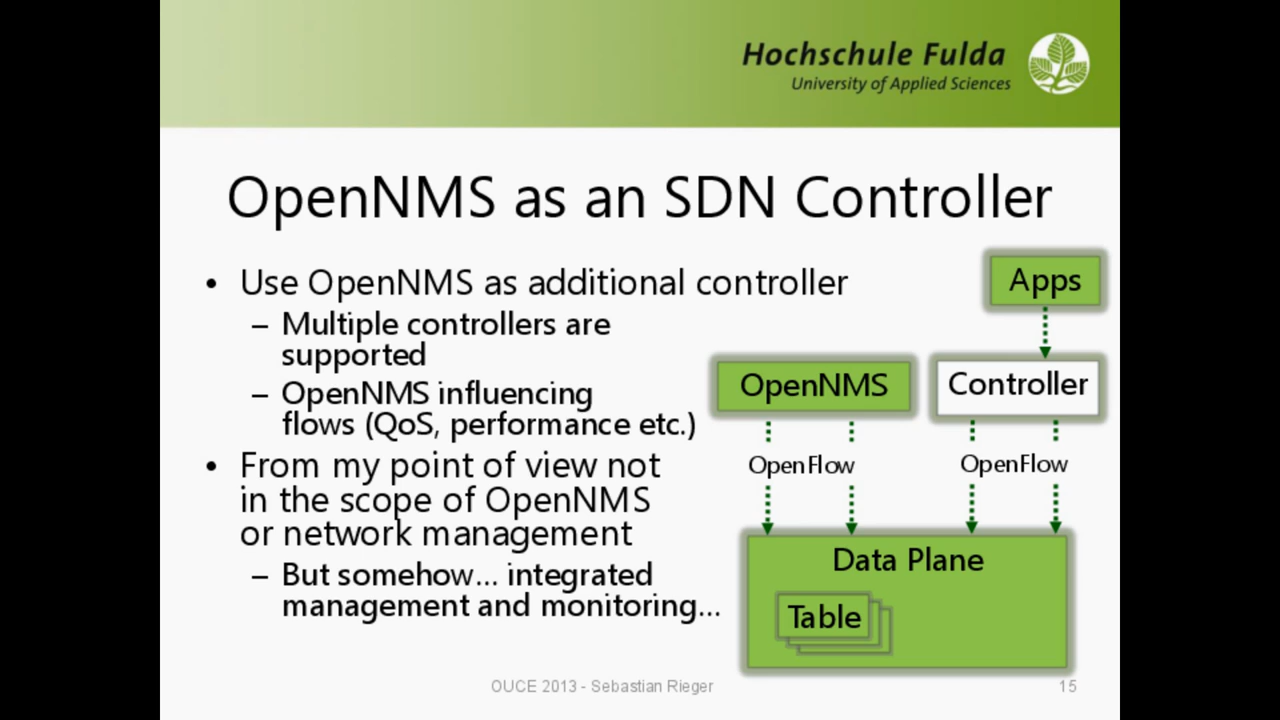 Hochschule Fulda
University of Applied Sciences
OpenNMS as an SDN Controller
• Use OpenNMS as additional controller
– Multiple controllers are
supported
– OpenNMS influencing
flows (QoS, performance etc.)
• From my point of view not
in the scope of OpenNMS
or network management
– But somehow... integrated
management and monitoring...
Apps
OpenNMS
Controller
OpenFlow
OpenFlow
Data Plane
Table
OUCE 2013 - Sebastian Rieger
15